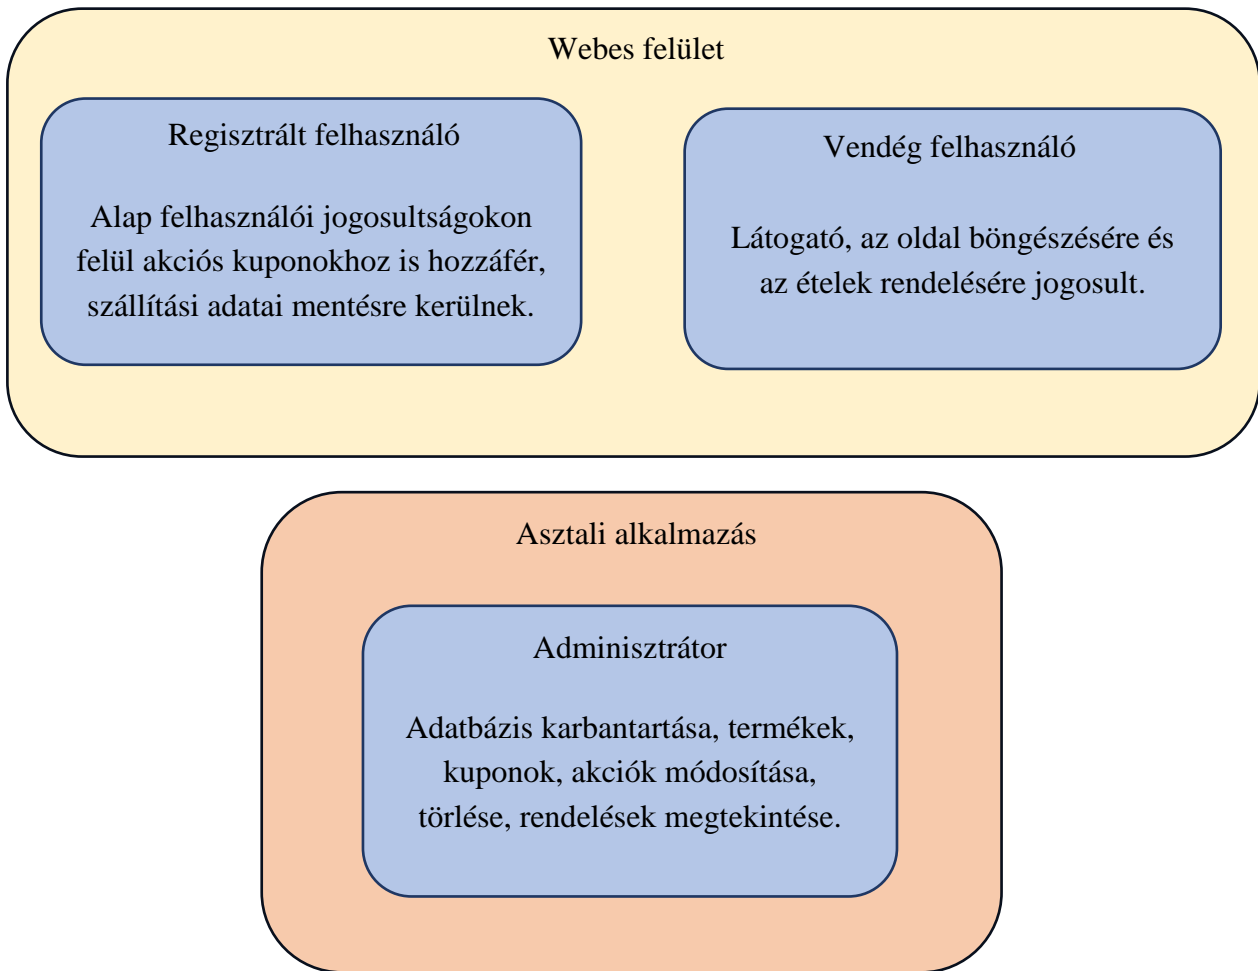 Webes felület
Regisztrált felhasználó
Alap felhasználói jogosultságokon
felül akciós kuponokhoz is hozzáfér,
szállítási adatai mentésre kerülnek.
Vendég felhasználó
Látogató, az oldal böngészésére és
az ételek rendelésére jogosult.
Asztali alkalmazás
Adminisztrátor
Adatbázis karbantartása, termékek,
kuponok, akciók módosítása,
törlése, rendelések megtekintése.